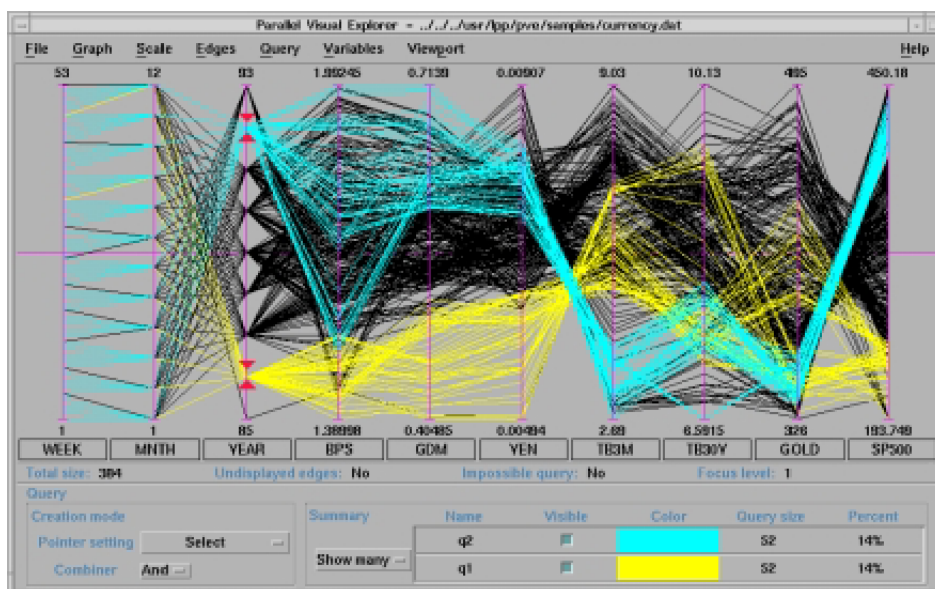 Parallel Visual Explorer - ../../../usr/lpp/pve/samples/currency.dat
File Graph Scale Edges Query Variables Viewport Help
53 12 93 1.99245 0.7139 0.00907 9.03 10.13 495 450.18
1 1 85 1.38998 0.40485 0.00494 2.69 6.5915 326 193.749
WEEK MNTH YEAR BPS GDM YEN TB3M TB30Y GOLD SP500
Total size: 384 Undisplayed edges: No Impossible query: No Focus level: 1
Query
Creation mode Summary Name Visible Color Query size Percent
Pointer setting Select q2 52 14%
Combiner And Show many q1 52 14%